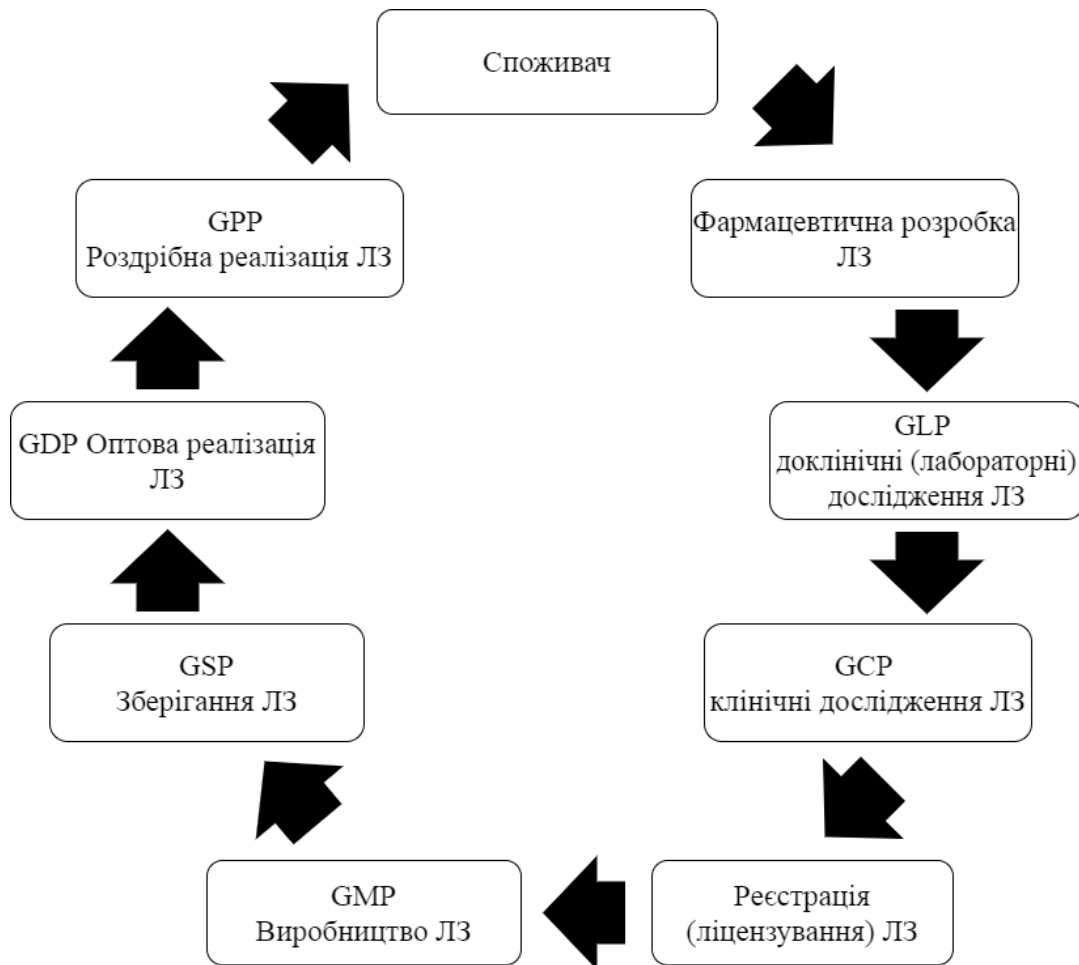 Споживач
Фармацевтична розробка
ЛЗ
GLP
доклінічні (лабораторні)
дослідження ЛЗ
GCP
клінічні дослідження ЛЗ
Реєстрація
(ліцензування) ЛЗ
GMP
Виробництво ЛЗ
GSP
Зберігання ЛЗ
GDP Оптова реалізація
ЛЗ
GPP
Роздрібна реалізація ЛЗ